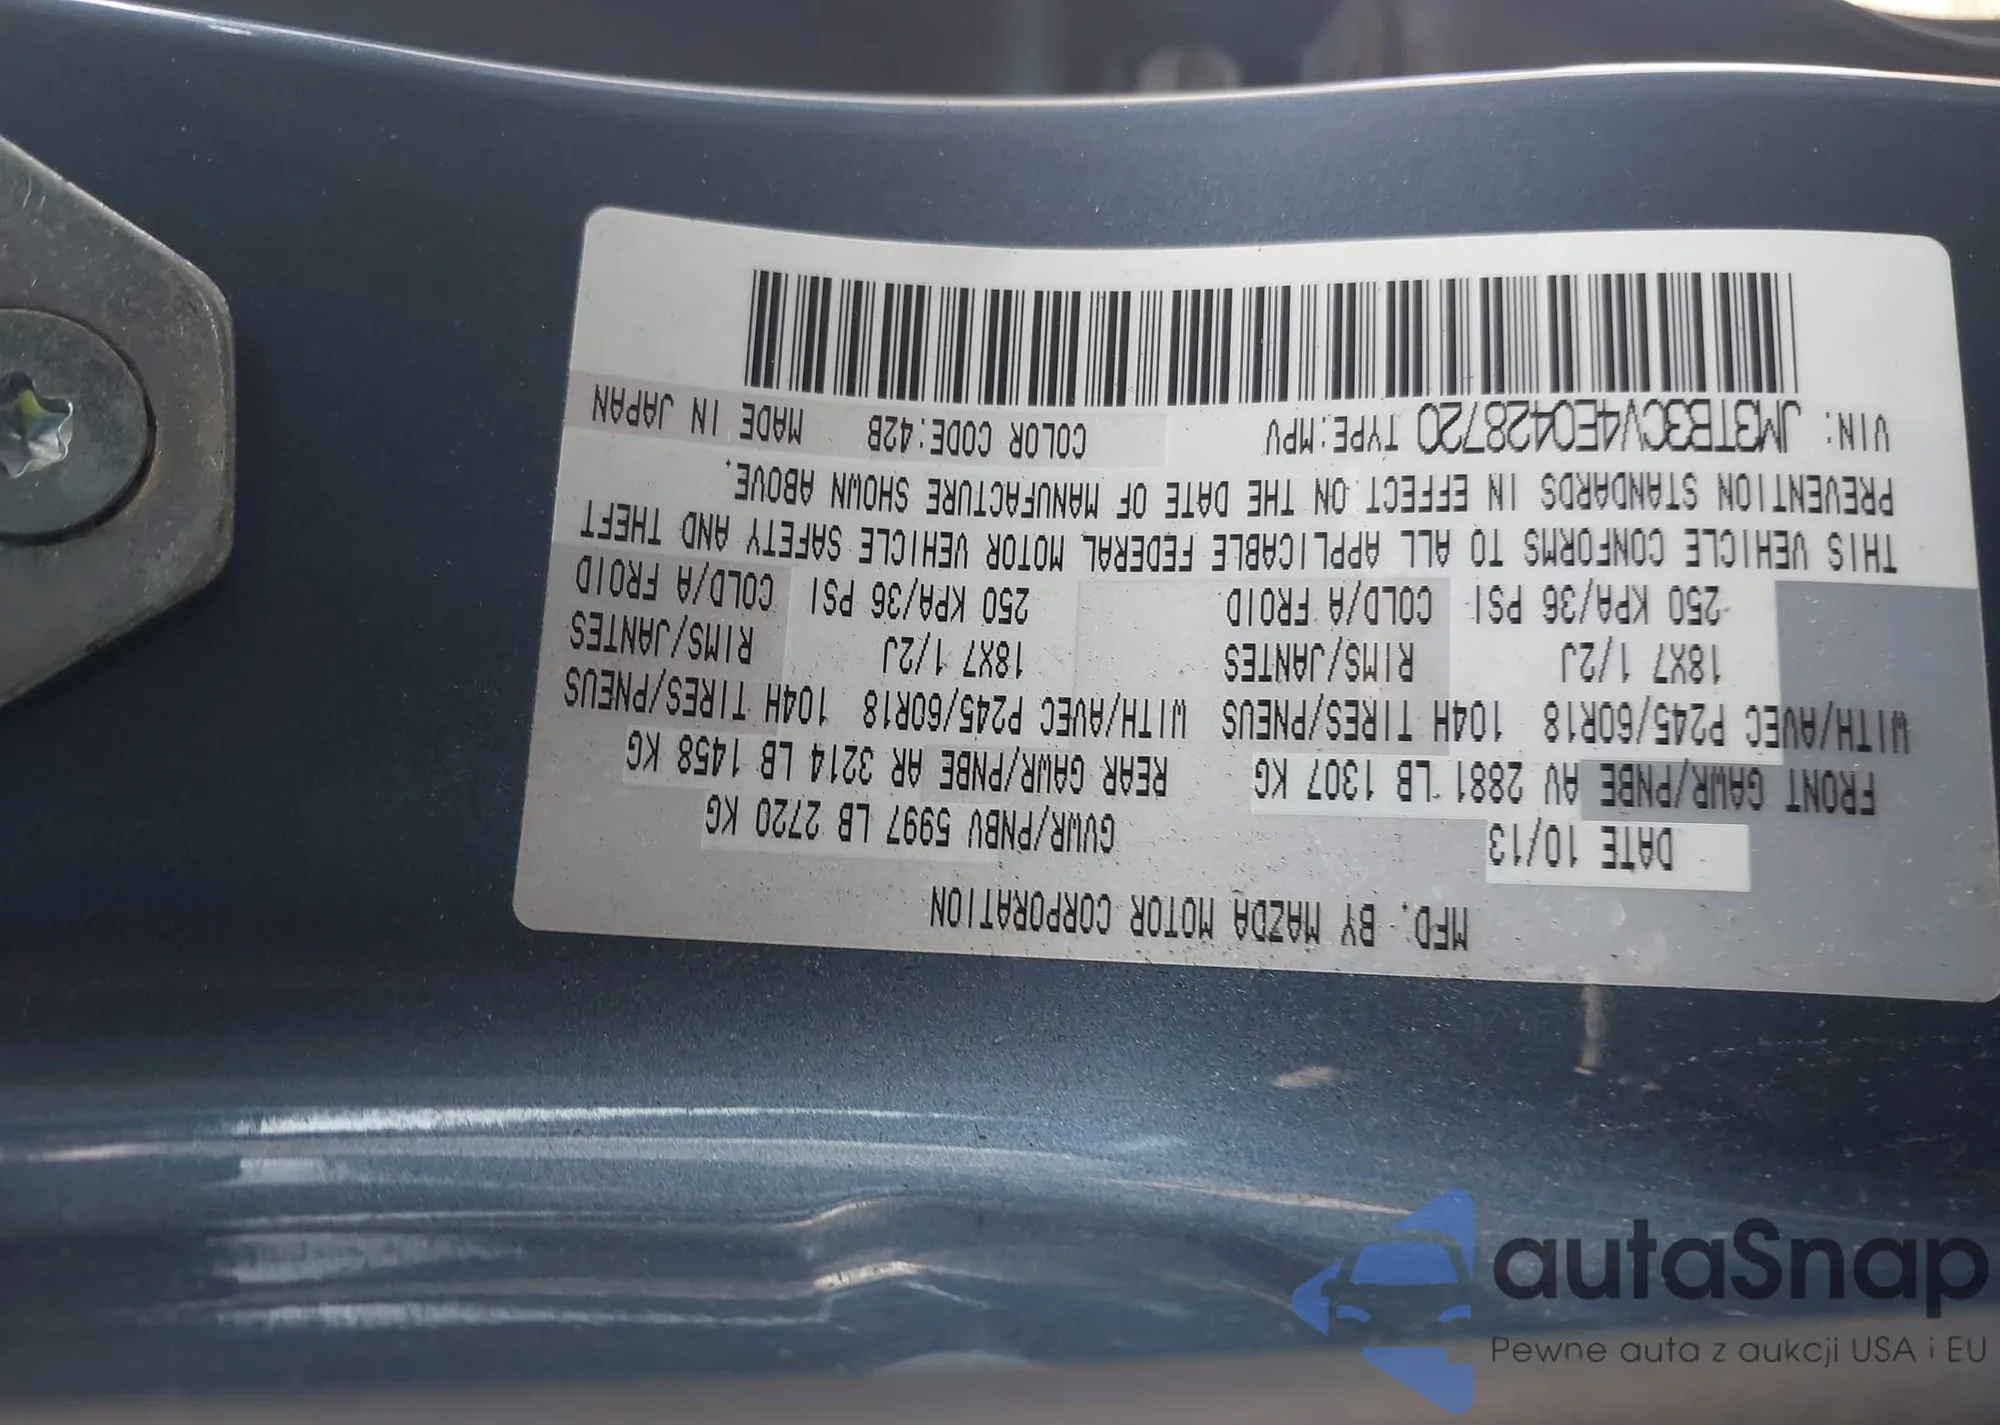 MFD. BY MAZDA MOTOR CORPORATION
DATE 10/13 GVWR/PNBV 5997 LB 2720 KG
FRONT GAWR/PNBE AV 2881 LB 1307 KG REAR GAWR/PNBE AR 3214 LB 1458 KG
WITH/AVEC P245/60R18 104H TIRES/PNEUS WITH/AVEC P245/60R18 104H TIRES/PNEUS
18X7 1/2J RIMS/JANTES 18X7 1/2J RIMS/JANTES
250 KPA/36 PSI COLD/A FROID 250 KPA/36 PSI COLD/A FROID
THIS VEHICLE CONFORMS TO ALL APPLICABLE FEDERAL MOTOR VEHICLE SAFETY AND THEFT
PREVENTION STANDARDS IN EFFECT ON THE DATE OF MANUFACTURE SHOWN ABOVE.
VIN: JM3TB3CV4E0428720 TYPE:MPV COLOR CODE:42B MADE IN JAPAN
autaSnap
Pewne auta z aukcji USA i EU